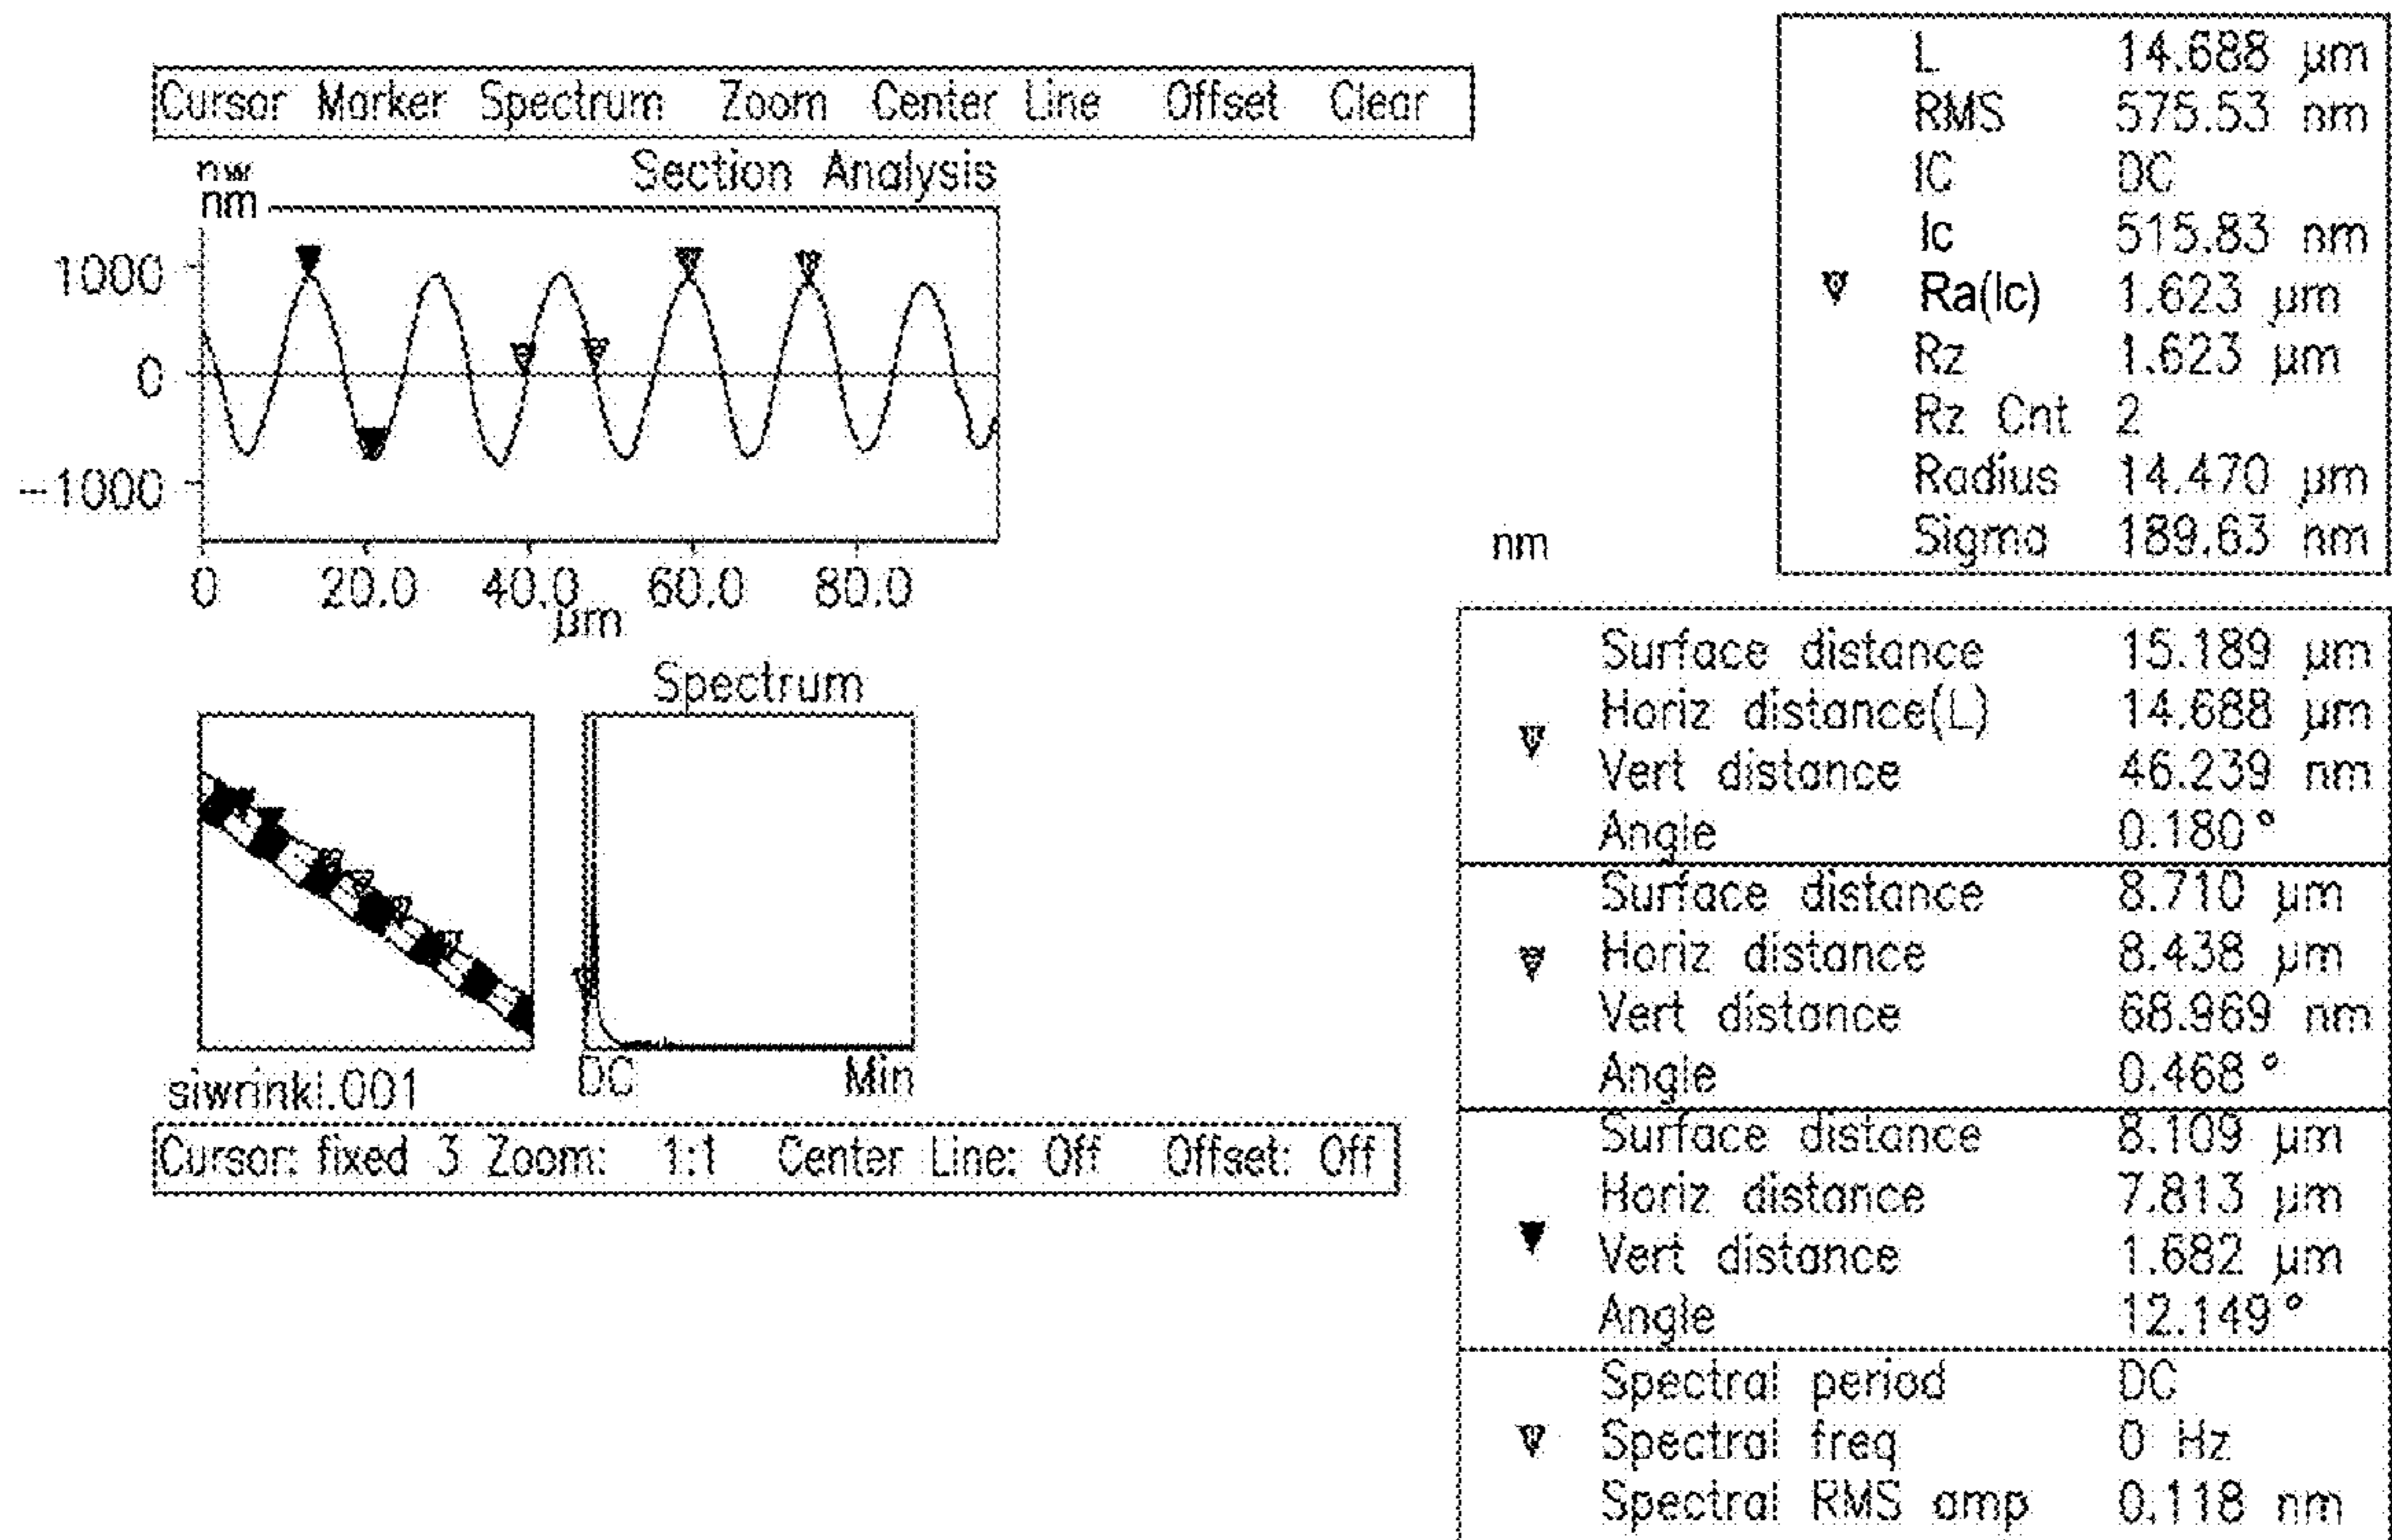 Cursor Marker Spectrum Zoom Center Line Offset Clear
nw
nm
Section Analysis
1000
0
-1000
0 20.0 40.0 60.0 80.0
µm
Spectrum
DC Min
siwrinkl.001
Cursor: fixed 3 Zoom: 1:1 Center Line: Off Offset: Off
L 14.688 µm
RMS 575.53 nm
IC DC
Ic 515.83 nm
Ra(Ic) 1.623 µm
Rz 1.623 µm
Rz Cnt 2
Radius 14.470 µm
Sigma 189.63 nm
nm
Surface distance 15.189 µm
Horiz distance(L) 14.688 µm
Vert distance 46.239 nm
Angle 0.180°
Surface distance 8.710 µm
Horiz distance 8.438 µm
Vert distance 68.969 nm
Angle 0.468°
Surface distance 8.109 µm
Horiz distance 7.813 µm
Vert distance 1.682 µm
Angle 12.149°
Spectral period DC
Spectral freq 0 Hz
Spectral RMS amp 0.118 nm